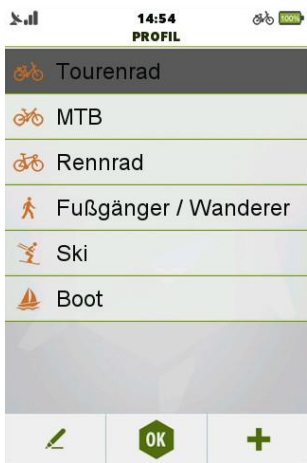 14:54
100%
PROFIL
Tourenrad
MTB
Rennrad
Fußgänger / Wanderer
Ski
Boot
OK